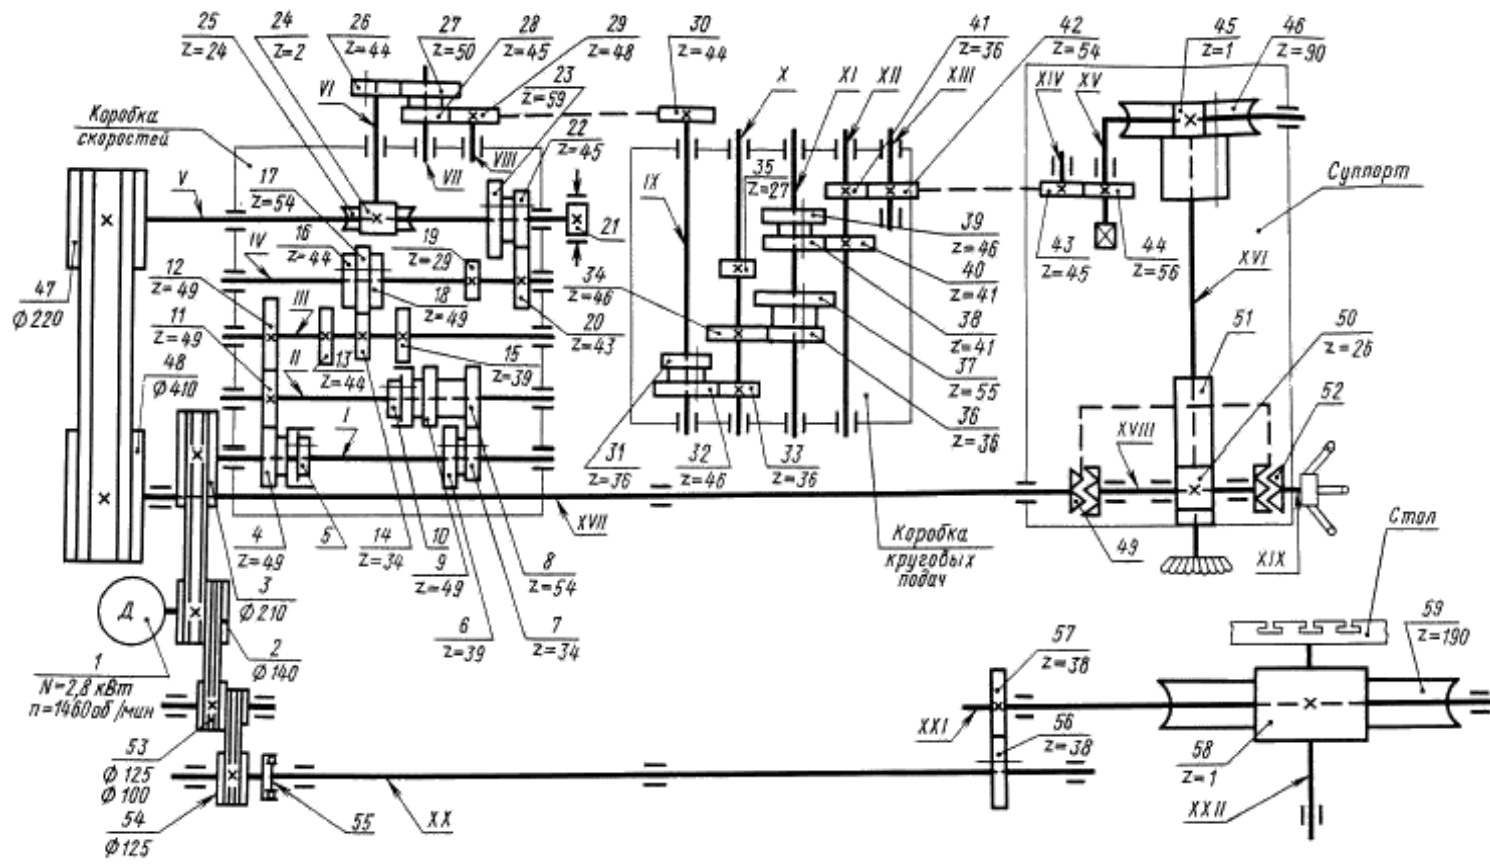 25
z=24
24
z=2
26
z=44
27
z=50
28
z=45
29
z=48
30
z=44
41
z=36
42
z=54
45
z=1
46
z=90
23
z=59
22
z=45
VI
VII
VIII
X
XI
XII
XIII
XIV
XV
Коробка
скоростей
17
z=54
V
IX
35
z=27
Суппорт
16
z=44
IV
19
z=29
21
39
z=46
43
z=45
44
z=56
47
φ220
12
z=49
18
z=49
34
z=46
40
z=41
XVI
III
11
z=49
20
z=43
38
z=41
51
50
z=26
13
z=44
15
z=39
37
z=55
48
φ410
II
52
36
z=36
I
XVIII
31
z=36
32
z=46
33
z=36
XVII
Стол
4
z=49
5
14
z=34
10
9
z=49
8
z=54
Коробка
круговых
подач
49
XIX
3
φ210
Д
59
z=190
6
z=39
7
z=34
57
z=38
1
N=2,8 кВт
n=1460об/мин
2
φ140
XXI
56
z=38
58
z=1
53
φ125
φ100
XXII
54
φ125
55
XX